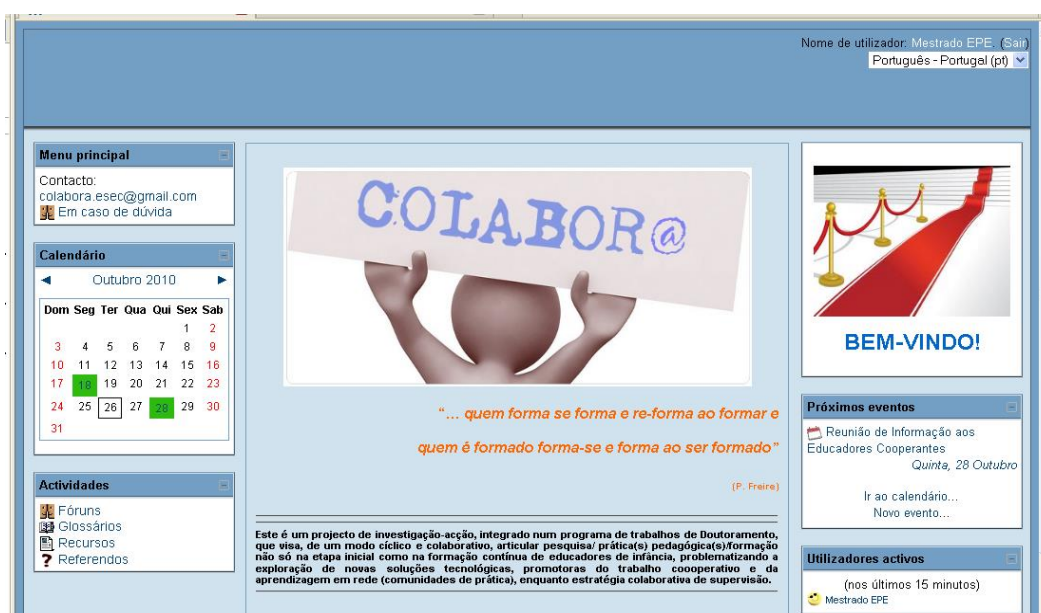 Nome de utilizador: Mestrado EPE. (Sair)
Português - Portugal (pt)
Menu principal
Contacto:
colabora.esec@gmail.com
Em caso de dúvida
Calendário
Outubro 2010
Dom Seg Ter Qua Qui Sex Sab
1 2
3 4 5 6 7 8 9
10 11 12 13 14 15 16
17 18 19 20 21 22 23
24 25 26 27 28 29 30
31
Actividades
Fóruns
Glossários
Recursos
Referendos
COLABOR@
“... quem forma se forma e re-forma ao formar e
quem é formado forma-se e forma ao ser formado”
(P. Freire)
Este é um projecto de investigação-acção, integrado num programa de trabalhos de Doutoramento,
que visa, de um modo cíclico e colaborativo, articular pesquisa/ prática(s) pedagógica(s)/formação
não só na etapa inicial como na formação contínua de educadores de infância, problematizando a
exploração de novas soluções tecnológicas, promotoras do trabalho coooperativo e da
aprendizagem em rede (comunidades de prática), enquanto estratégia colaborativa de supervisão.
BEM-VINDO!
Próximos eventos
Reunião de Informação aos
Educadores Cooperantes
Quinta, 28 Outubro
Ir ao calendário...
Novo evento...
Utilizadores activos
(nos últimos 15 minutos)
Mestrado EPE